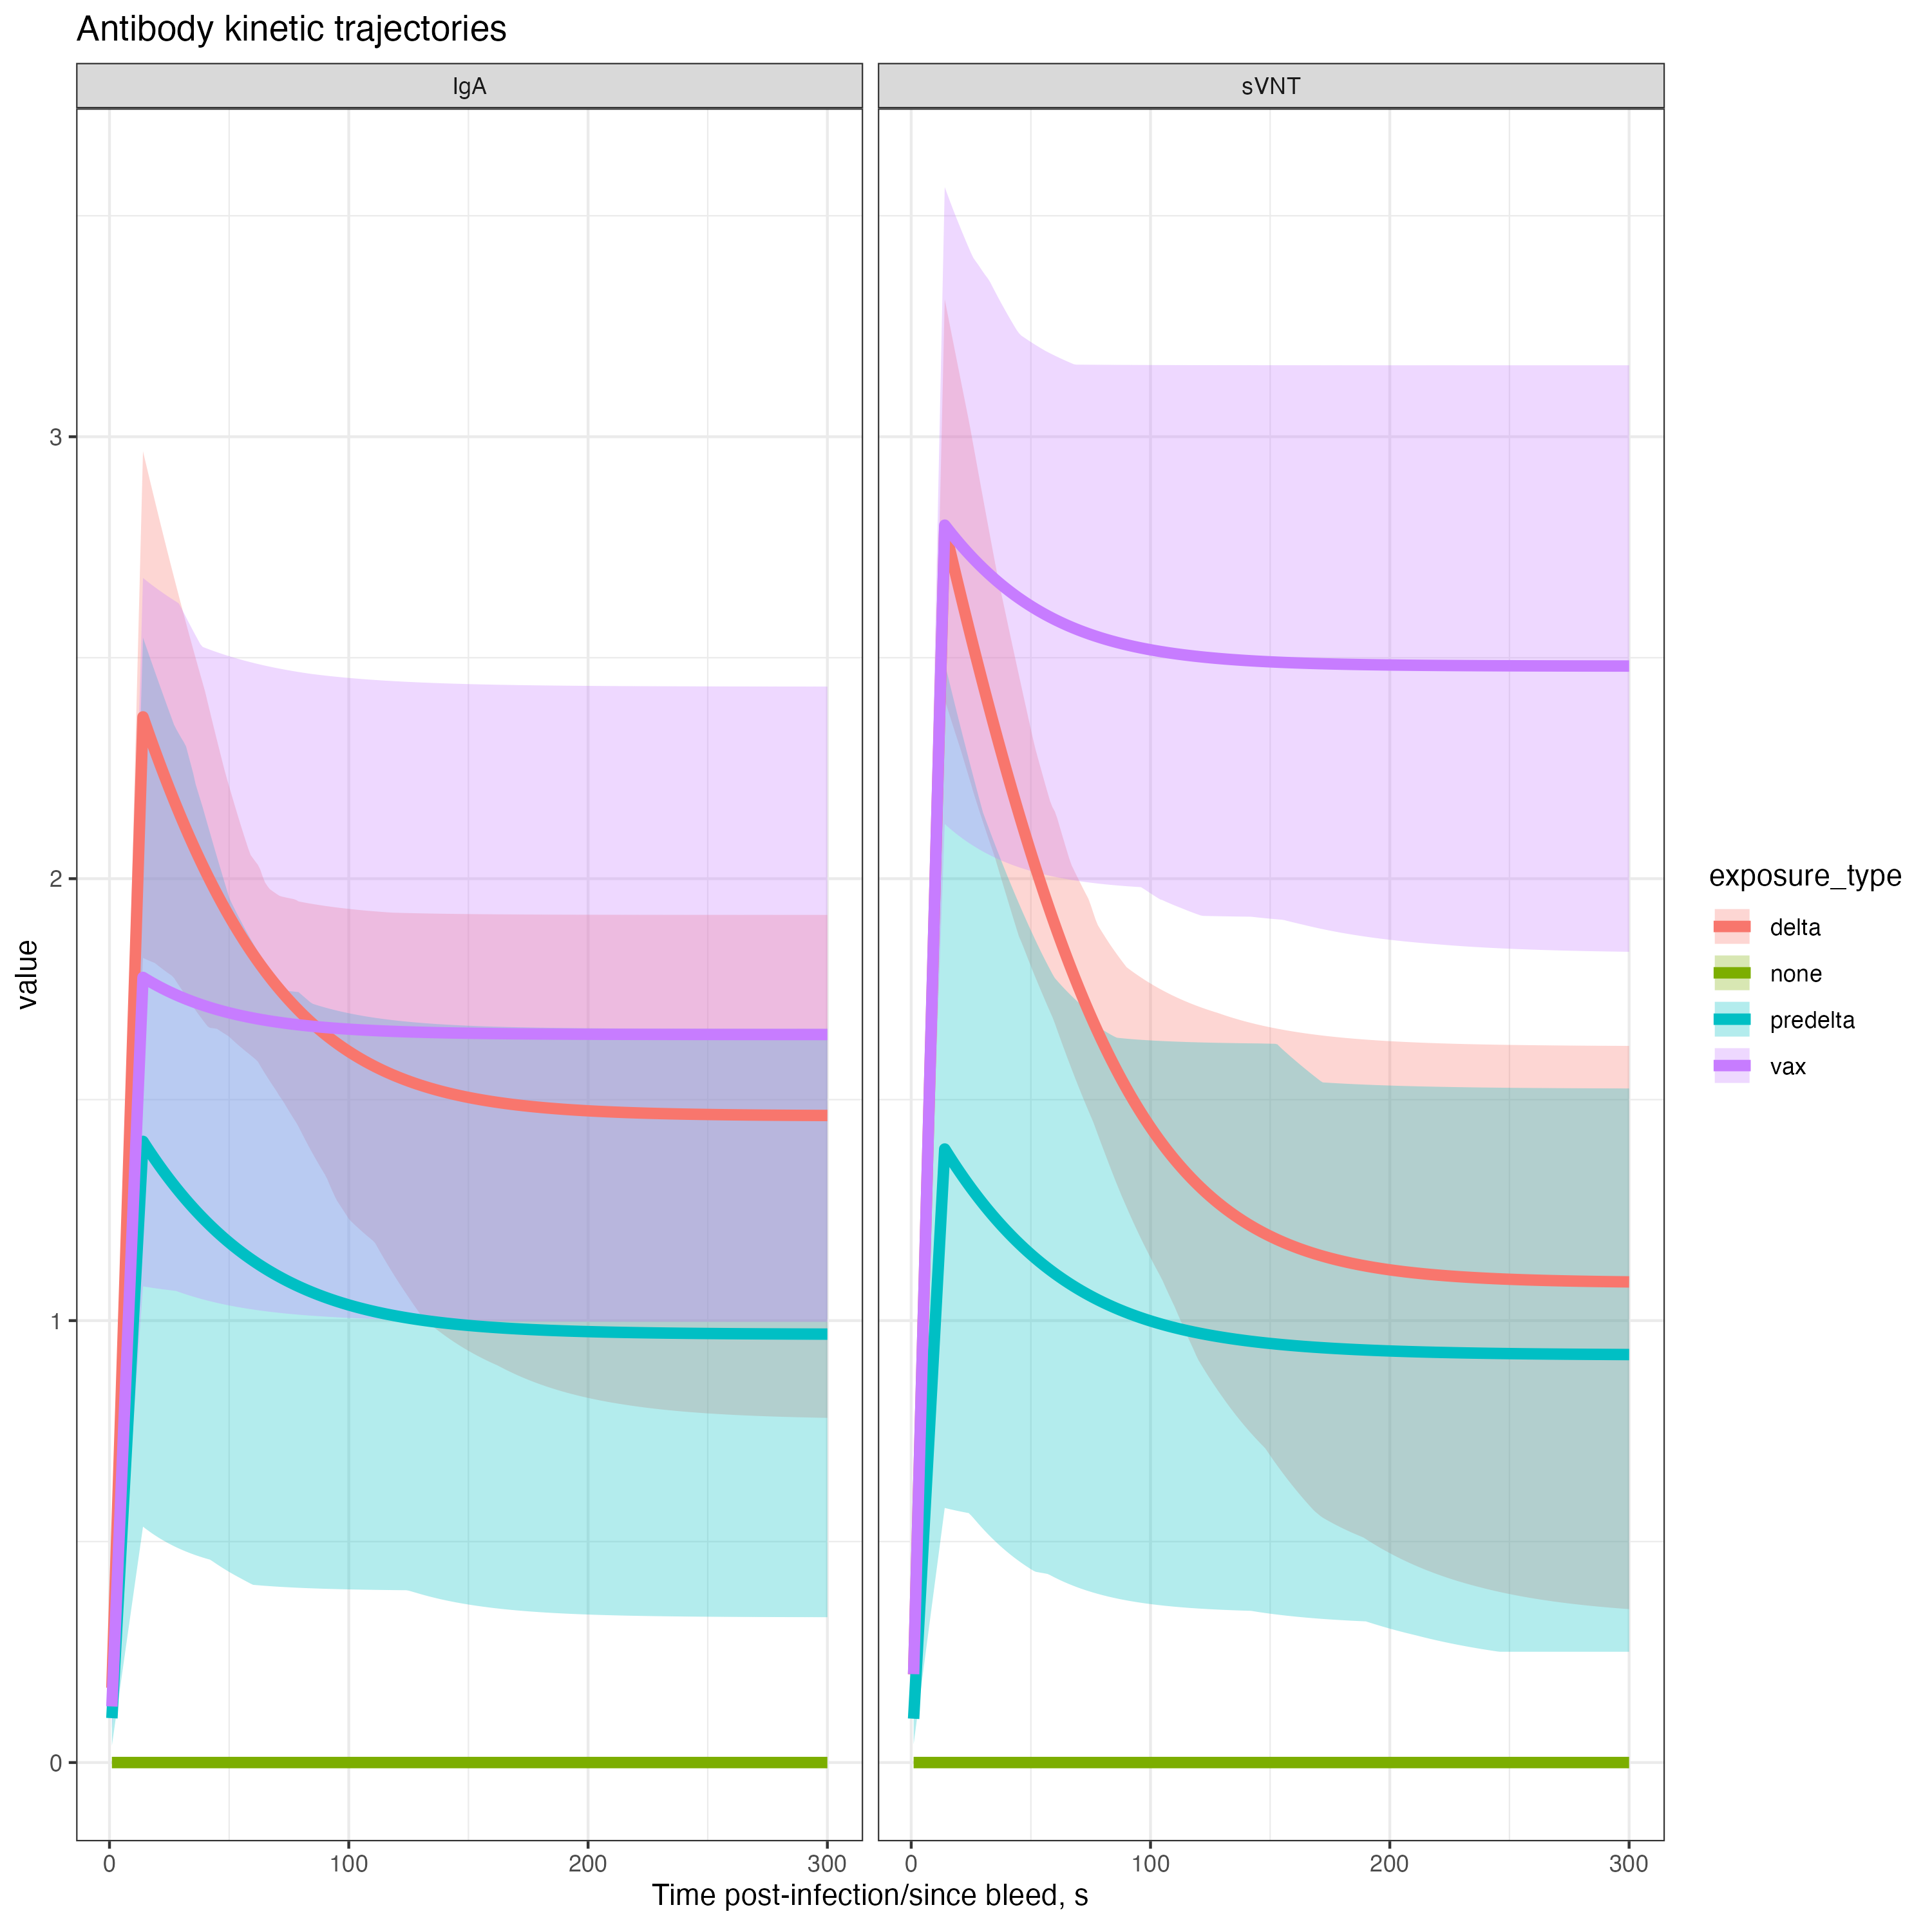 Antibody kinetic trajectories
IgA
sVNT
value
3
2
1
0
0
100
200
300
0
100
200
300
Time post-infection/since bleed, s
exposure_type
delta
none
predelta
vax